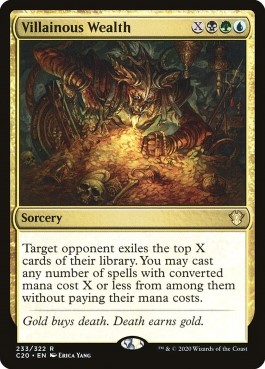 Villainous Wealth X
Sorcery
Target opponent exiles the top X
cards of their library. You may cast
any number of spells with converted
mana cost X or less from among them
without paying their mana costs.
Gold buys death. Death earns gold.
233/322 R
C20 • EN Erica Yang
™ & © 2020 Wizards of the Coast